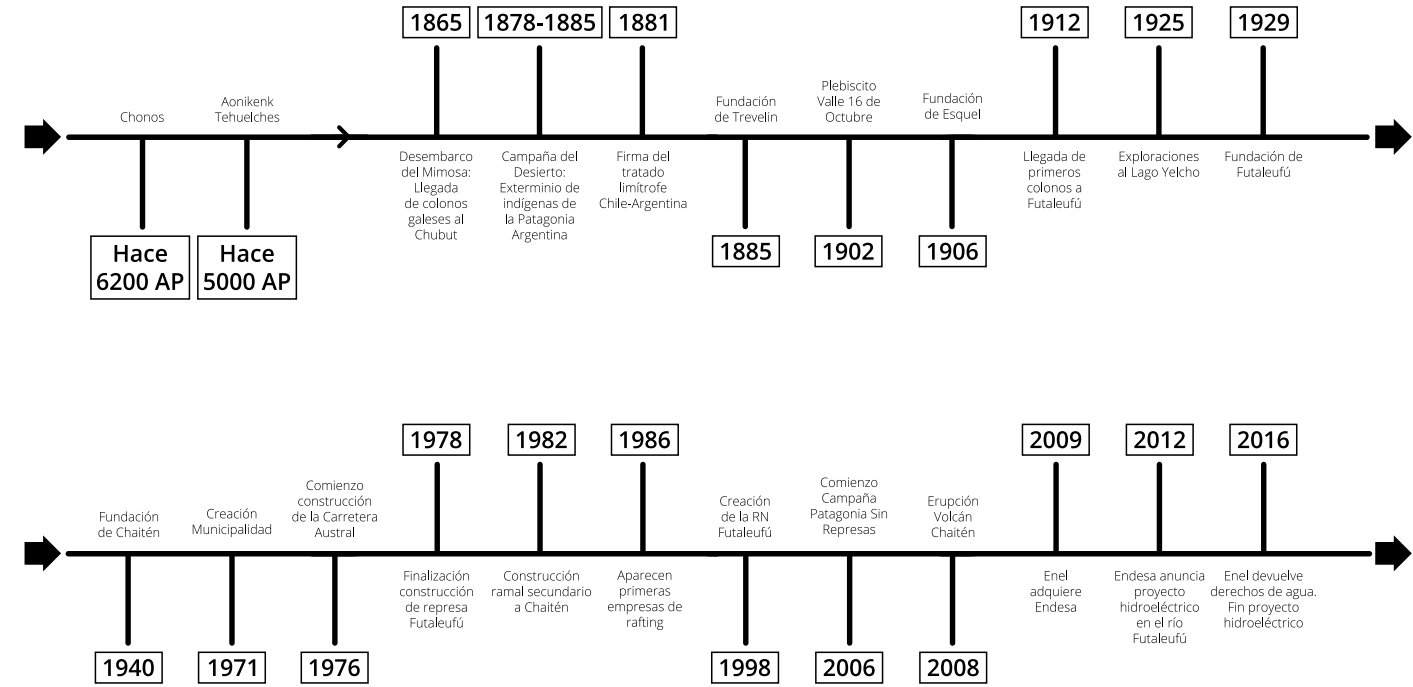 Chonos
Hace
6200 AP
Aonikenk
Tehuelches
Hace
5000 AP
1865
Desembarco
del Mimosa:
Llegada
de colonos
galeses al
Chubut
1878-1885
Campaña del
Desierto:
Exterminio de
indígenas de
la Patagonia
Argentina
1881
Firma del
tratado
limítrofe
Chile-Argentina
Fundación
de Trevelin
1885
Plebiscito
Valle 16 de
Octubre
1902
Fundación
de Esquel
1906
1912
Llegada de
primeros
colonos a
Futaleufú
1925
Exploraciones
al Lago Yelcho
1929
Fundación de
Futaleufú
Fundación
de Chaitén
1940
Creación
Municipalidad
1971
Comienzo
construcción
de la Carretera
Austral
1976
1978
Finalización
construcción
de represa
Futaleufú
1982
Construcción
ramal secundario
a Chaitén
1986
Aparecen
primeras
empresas de
rafting
Creación
de la RN
Futaleufú
1998
Comienzo
Campaña
Patagonia Sin
Represas
2006
Erupción
Volcán
Chaitén
2008
2009
Enel
adquiere
Endesa
2012
Endesa anuncia
proyecto
hidroeléctrico
en el río
Futaleufú
2016
Enel devuelve
derechos de agua.
Fin proyecto
hidroeléctrico